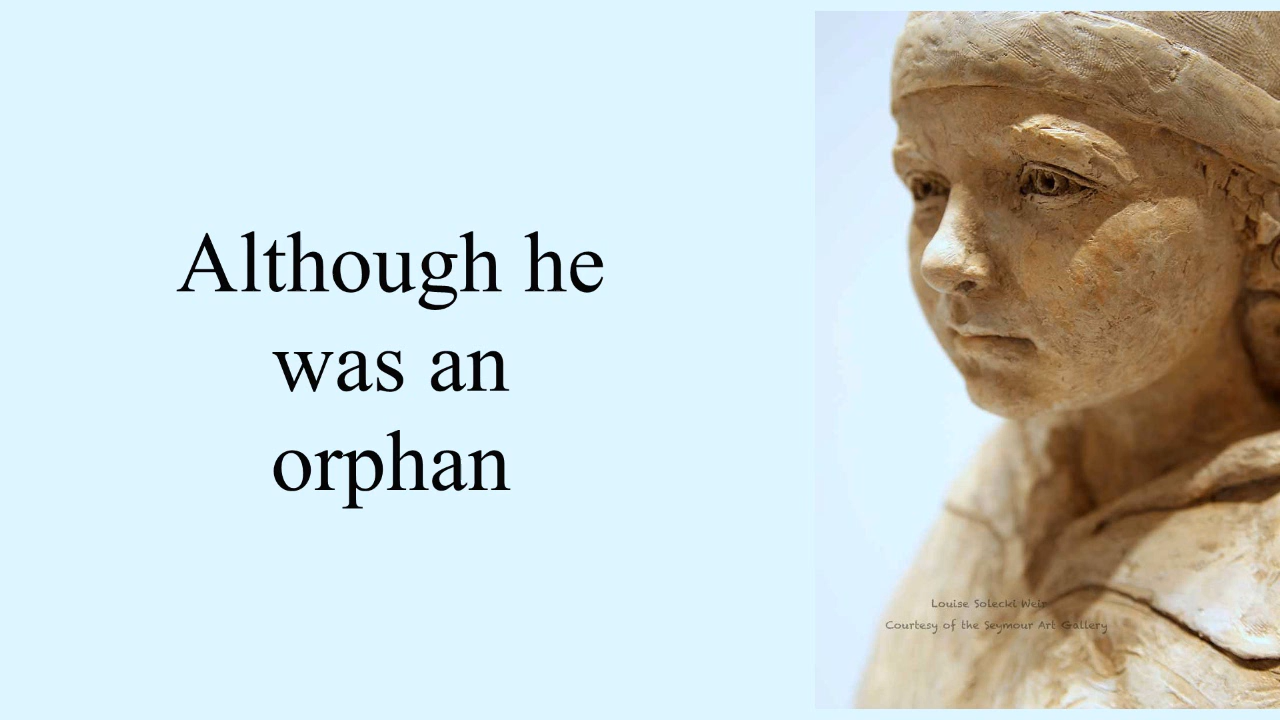 Although he
was an
orphan
Louise Solecki Weir
Courtesy of the Seymour Art Gallery